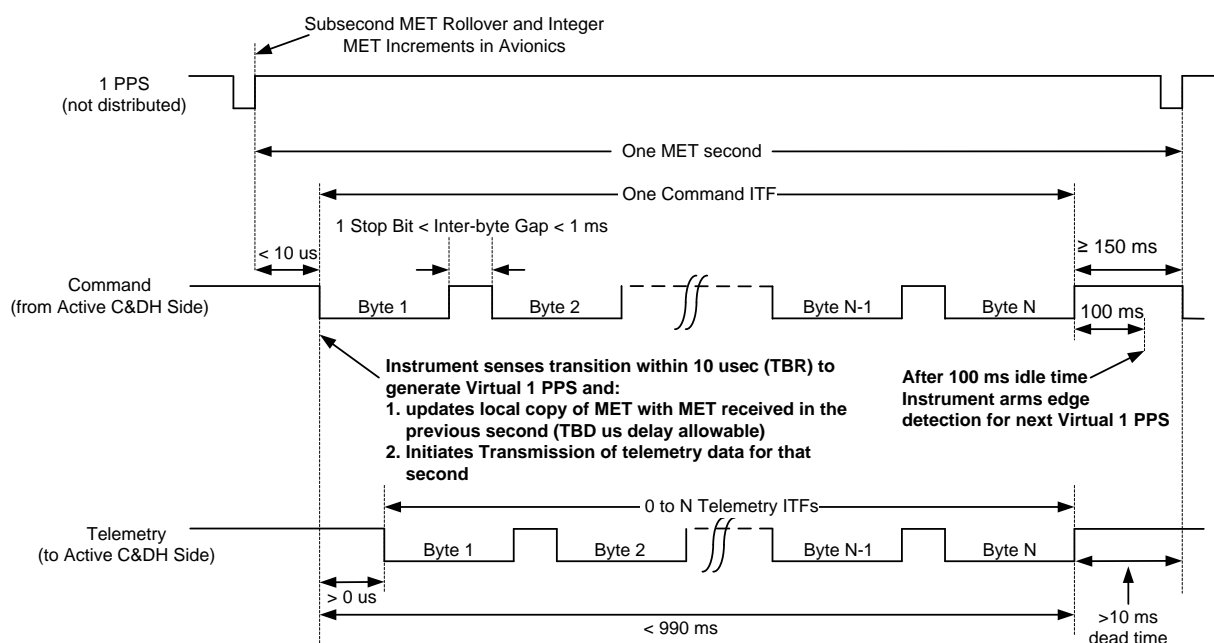 Subsecond MET Rollover and Integer
MET Increments in Avionics
1 PPS
(not distributed)
One MET second
One Command ITF
1 Stop Bit < Inter-byte Gap < 1 ms
< 10 us
≥ 150 ms
Command
(from Active C&DH Side)
Byte 1
Byte 2
Byte N-1
Byte N
100 ms
Instrument senses transition within 10 usec (TBR) to
generate Virtual 1 PPS and:
1. updates local copy of MET with MET received in the
previous second (TBD us delay allowable)
2. Initiates Transmission of telemetry data for that
second
After 100 ms idle time
Instrument arms edge
detection for next Virtual 1 PPS
0 to N Telemetry ITFs
Telemetry
(to Active C&DH Side)
Byte 1
Byte 2
Byte N-1
Byte N
> 0 us
< 990 ms
>10 ms
dead time